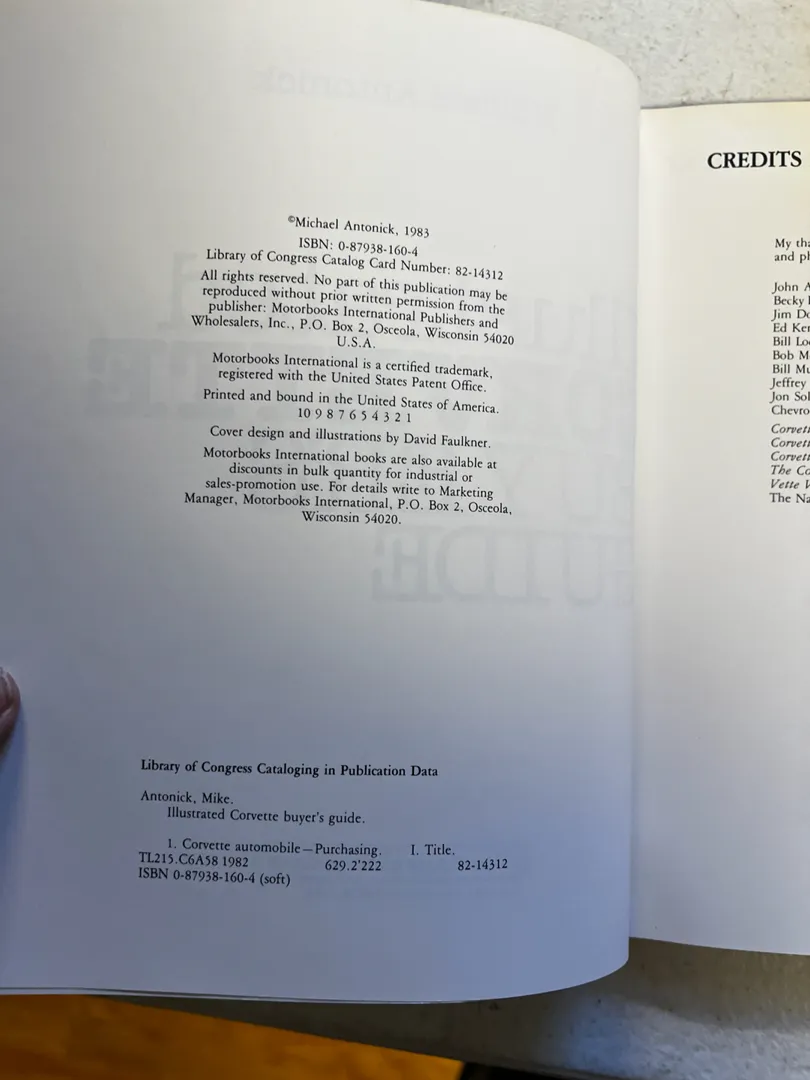 ©Michael Antonick, 1983
ISBN: 0-87938-160-4
Library of Congress Catalog Card Number: 82-14312
All rights reserved. No part of this publication may be
reproduced without prior written permission from the
publisher: Motorbooks International Publishers and
Wholesalers, Inc., P.O. Box 2, Osceola, Wisconsin 54020
U.S.A.
Motorbooks International is a certified trademark,
registered with the United States Patent Office.
Printed and bound in the United States of America.
10 9 8 7 6 5 4 3 2 1
Cover design and illustrations by David Faulkner.
Motorbooks International books are also available at
discounts in bulk quantity for industrial or
sales-promotion use. For details write to Marketing
Manager, Motorbooks International, P.O. Box 2, Osceola,
Wisconsin 54020.
Library of Congress Cataloging in Publication Data
Antonick, Mike.
Illustrated Corvette buyer's guide.
1. Corvette automobile—Purchasing. I. Title.
TL215.C6A58 1982 629.2'222 82-14312
ISBN 0-87938-160-4 (soft)
CREDITS
My
and
John
Becky
Jim
Ed
Bill
Bob
Bill
Jeffrey
Jon
The
Vette
The